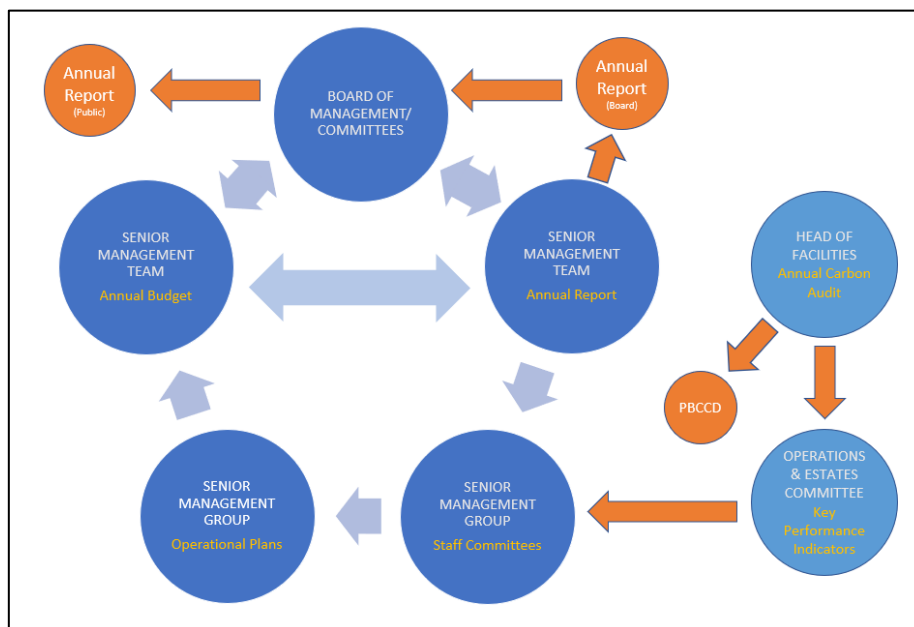 Annual
Report
(Public)
BOARD OF
MANAGEMENT/
COMMITTEES
Annual
Report
(Board)
SENIOR
MANAGEMENT
TEAM
Annual Budget
SENIOR
MANAGEMENT
TEAM
Annual Report
HEAD OF
FACILITIES
Annual Carbon
Audit
PBCCD
SENIOR
MANAGEMENT
GROUP
Operational Plans
SENIOR
MANAGEMENT
GROUP
Staff Committees
OPERATIONS
& ESTATES
COMMITTEE
Key
Performance
Indicators